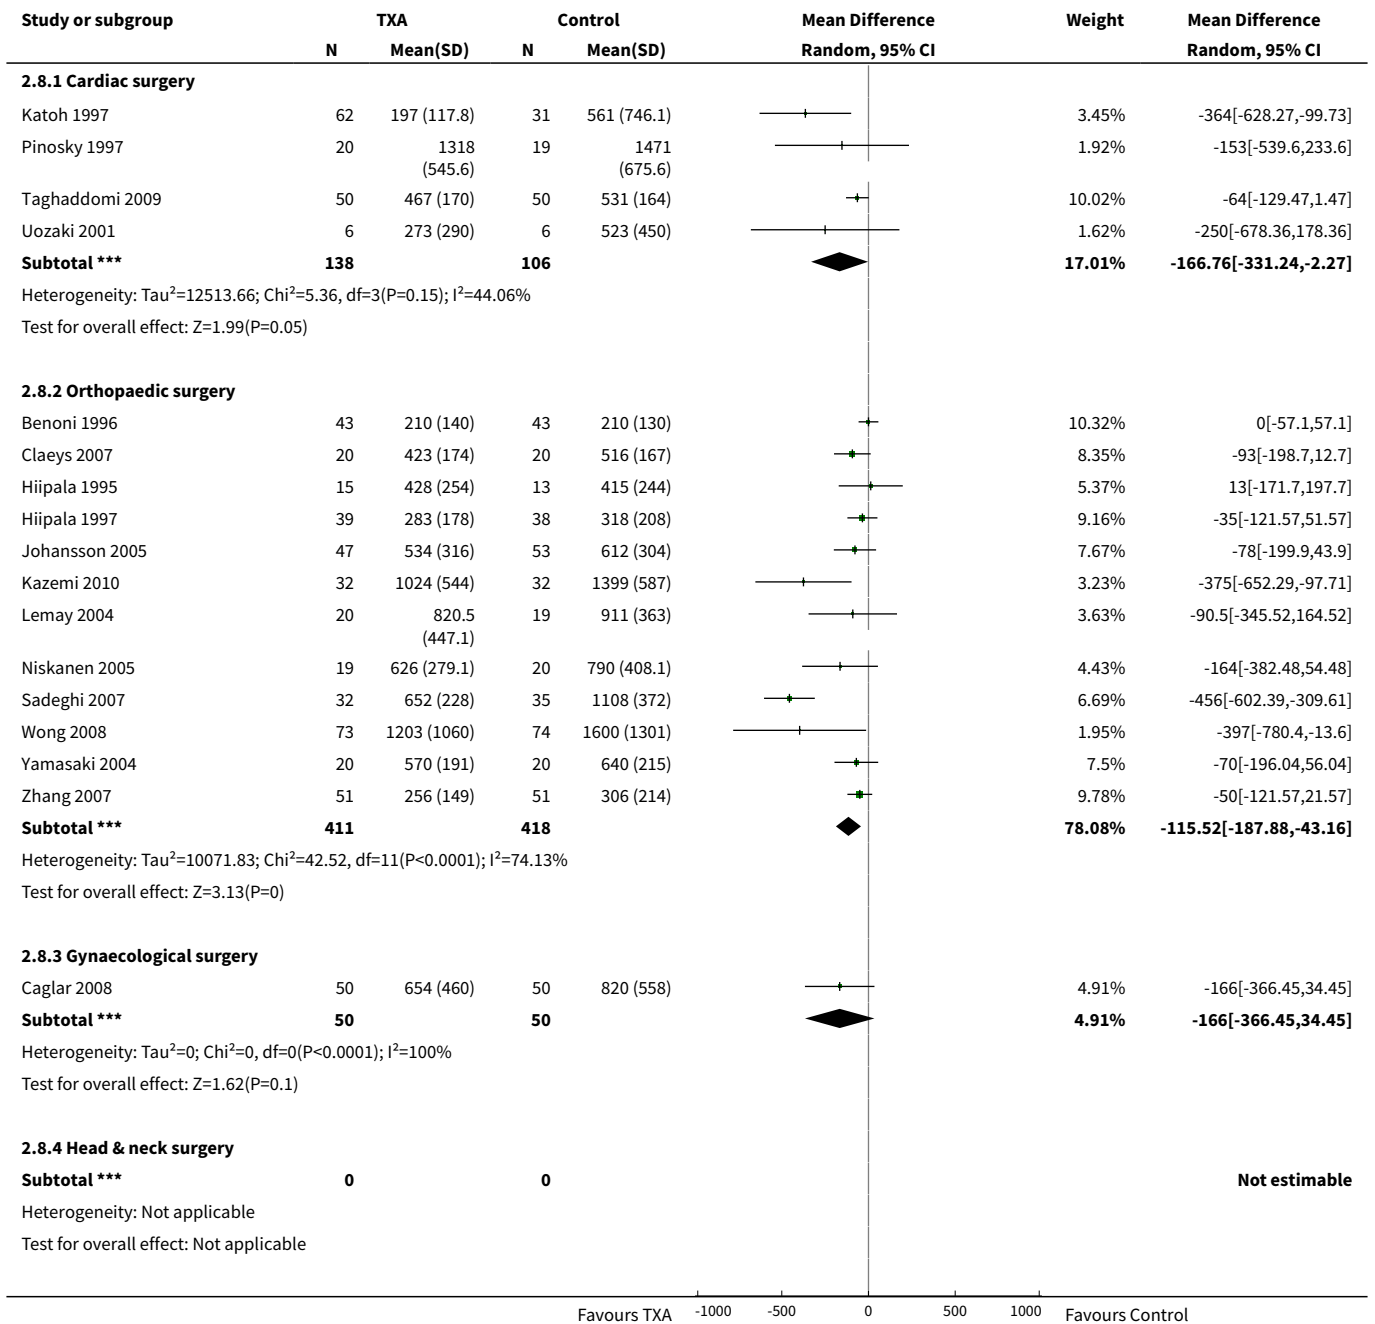 Study or subgroup TXA Control Mean Difference Weight Mean Difference
N Mean(SD) N Mean(SD) Random, 95% CI Random, 95% CI
2.8.1 Cardiac surgery
Katoh 1997 62 197 (117.8) 31 561 (746.1) 3.45% -364[-628.27,-99.73]
Pinosky 1997 20 1318 19 1471 1.92% -153[-539.6,233.6]
(545.6) (675.6)
Taghaddomi 2009 50 467 (170) 50 531 (164) 10.02% -64[-129.47,1.47]
Uozaki 2001 6 273 (290) 6 523 (450) 1.62% -250[-678.36,178.36]
Subtotal *** 138 106 17.01% -166.76[-331.24,-2.27]
Heterogeneity: Tau²=12513.66; Chi²=5.36, df=3(P=0.15); I²=44.06%
Test for overall effect: Z=1.99(P=0.05)
2.8.2 Orthopaedic surgery
Benoni 1996 43 210 (140) 43 210 (130) 10.32% 0[-57.1,57.1]
Claeys 2007 20 423 (174) 20 516 (167) 8.35% -93[-198.7,12.7]
Hiipala 1995 15 428 (254) 13 415 (244) 5.37% 13[-171.7,197.7]
Hiipala 1997 39 283 (178) 38 318 (208) 9.16% -35[-121.57,51.57]
Johansson 2005 47 534 (316) 53 612 (304) 7.67% -78[-199.9,43.9]
Kazemi 2010 32 1024 (544) 32 1399 (587) 3.23% -375[-652.29,-97.71]
Lemay 2004 20 820.5 19 911 (363) 3.63% -90.5[-345.52,164.52]
(447.1)
Niskanen 2005 19 626 (279.1) 20 790 (408.1) 4.43% -164[-382.48,54.48]
Sadeghi 2007 32 652 (228) 35 1108 (372) 6.69% -456[-602.39,-309.61]
Wong 2008 73 1203 (1060) 74 1600 (1301) 1.95% -397[-780.4,-13.6]
Yamasaki 2004 20 570 (191) 20 640 (215) 7.5% -70[-196.04,56.04]
Zhang 2007 51 256 (149) 51 306 (214) 9.78% -50[-121.57,21.57]
Subtotal *** 411 418 78.08% -115.52[-187.88,-43.16]
Heterogeneity: Tau²=10071.83; Chi²=42.52, df=11(P<0.0001); I²=74.13%
Test for overall effect: Z=3.13(P=0)
2.8.3 Gynaecological surgery
Caglar 2008 50 654 (460) 50 820 (558) 4.91% -166[-366.45,34.45]
Subtotal *** 50 50 4.91% -166[-366.45,34.45]
Heterogeneity: Tau²=0; Chi²=0, df=0(P<0.0001); I²=100%
Test for overall effect: Z=1.62(P=0.1)
2.8.4 Head & neck surgery
Subtotal *** 0 0 Not estimable
Heterogeneity: Not applicable
Test for overall effect: Not applicable
Favours TXA -1000 -500 0 500 1000 Favours Control